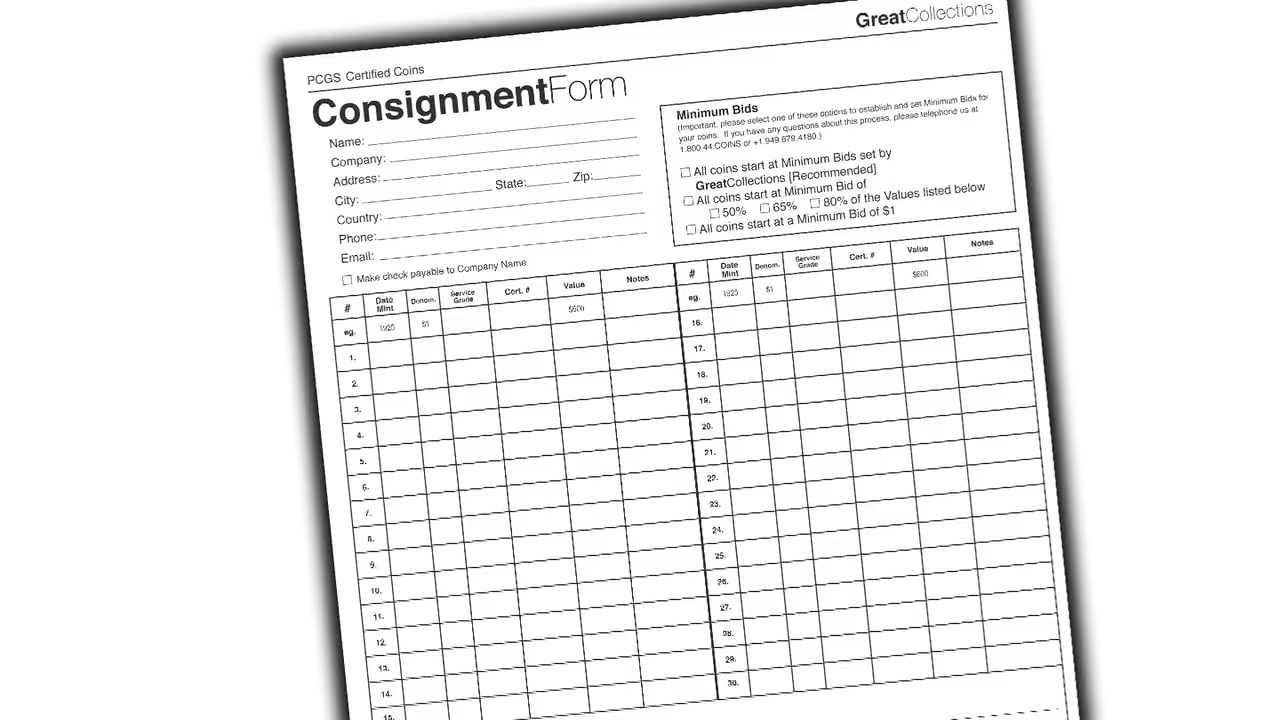 GreatCollections
PCGS Certified Coins
ConsignmentForm
Name:
Company:
Address:
City: State: Zip:
Country:
Phone:
Email:
Make check payable to Company Name
Minimum Bids
(Important, please select one of these options to establish and set Minimum Bids for
your coins. If you have any questions about this process, please telephone us at
1.800.44.COINS or +1.949.679.4180.)
All coins start at Minimum Bids set by
GreatCollections [Recommended]
All coins start at Minimum Bid of
50% 65% 80% of the Values listed below
All coins start at a Minimum Bid of $1
# Date Mint Denom. Service Grade Cert. # Value Notes
eg. 1925 $1 $600
1.
2.
3.
4.
5.
6.
7.
8.
9.
10.
11.
12.
13.
14.
15.
# Date Mint Denom. Service Grade Cert. # Value Notes
eg. 1925 $1 $600
16.
17.
18.
19.
20.
21.
22.
23.
24.
25.
26.
27.
28.
29.
30.